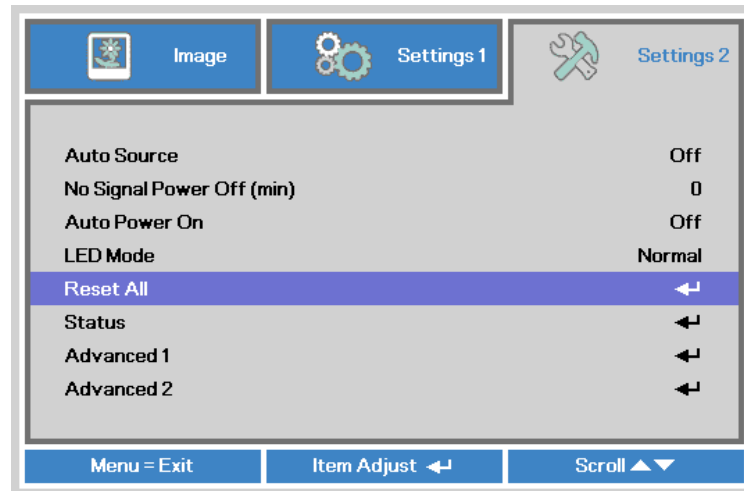 Image Settings 1 Settings 2
Auto Source Off
No Signal Power Off (min) 0
Auto Power On Off
LED Mode Normal
Reset All
Status
Advanced 1
Advanced 2
Menu = Exit Item Adjust Scroll